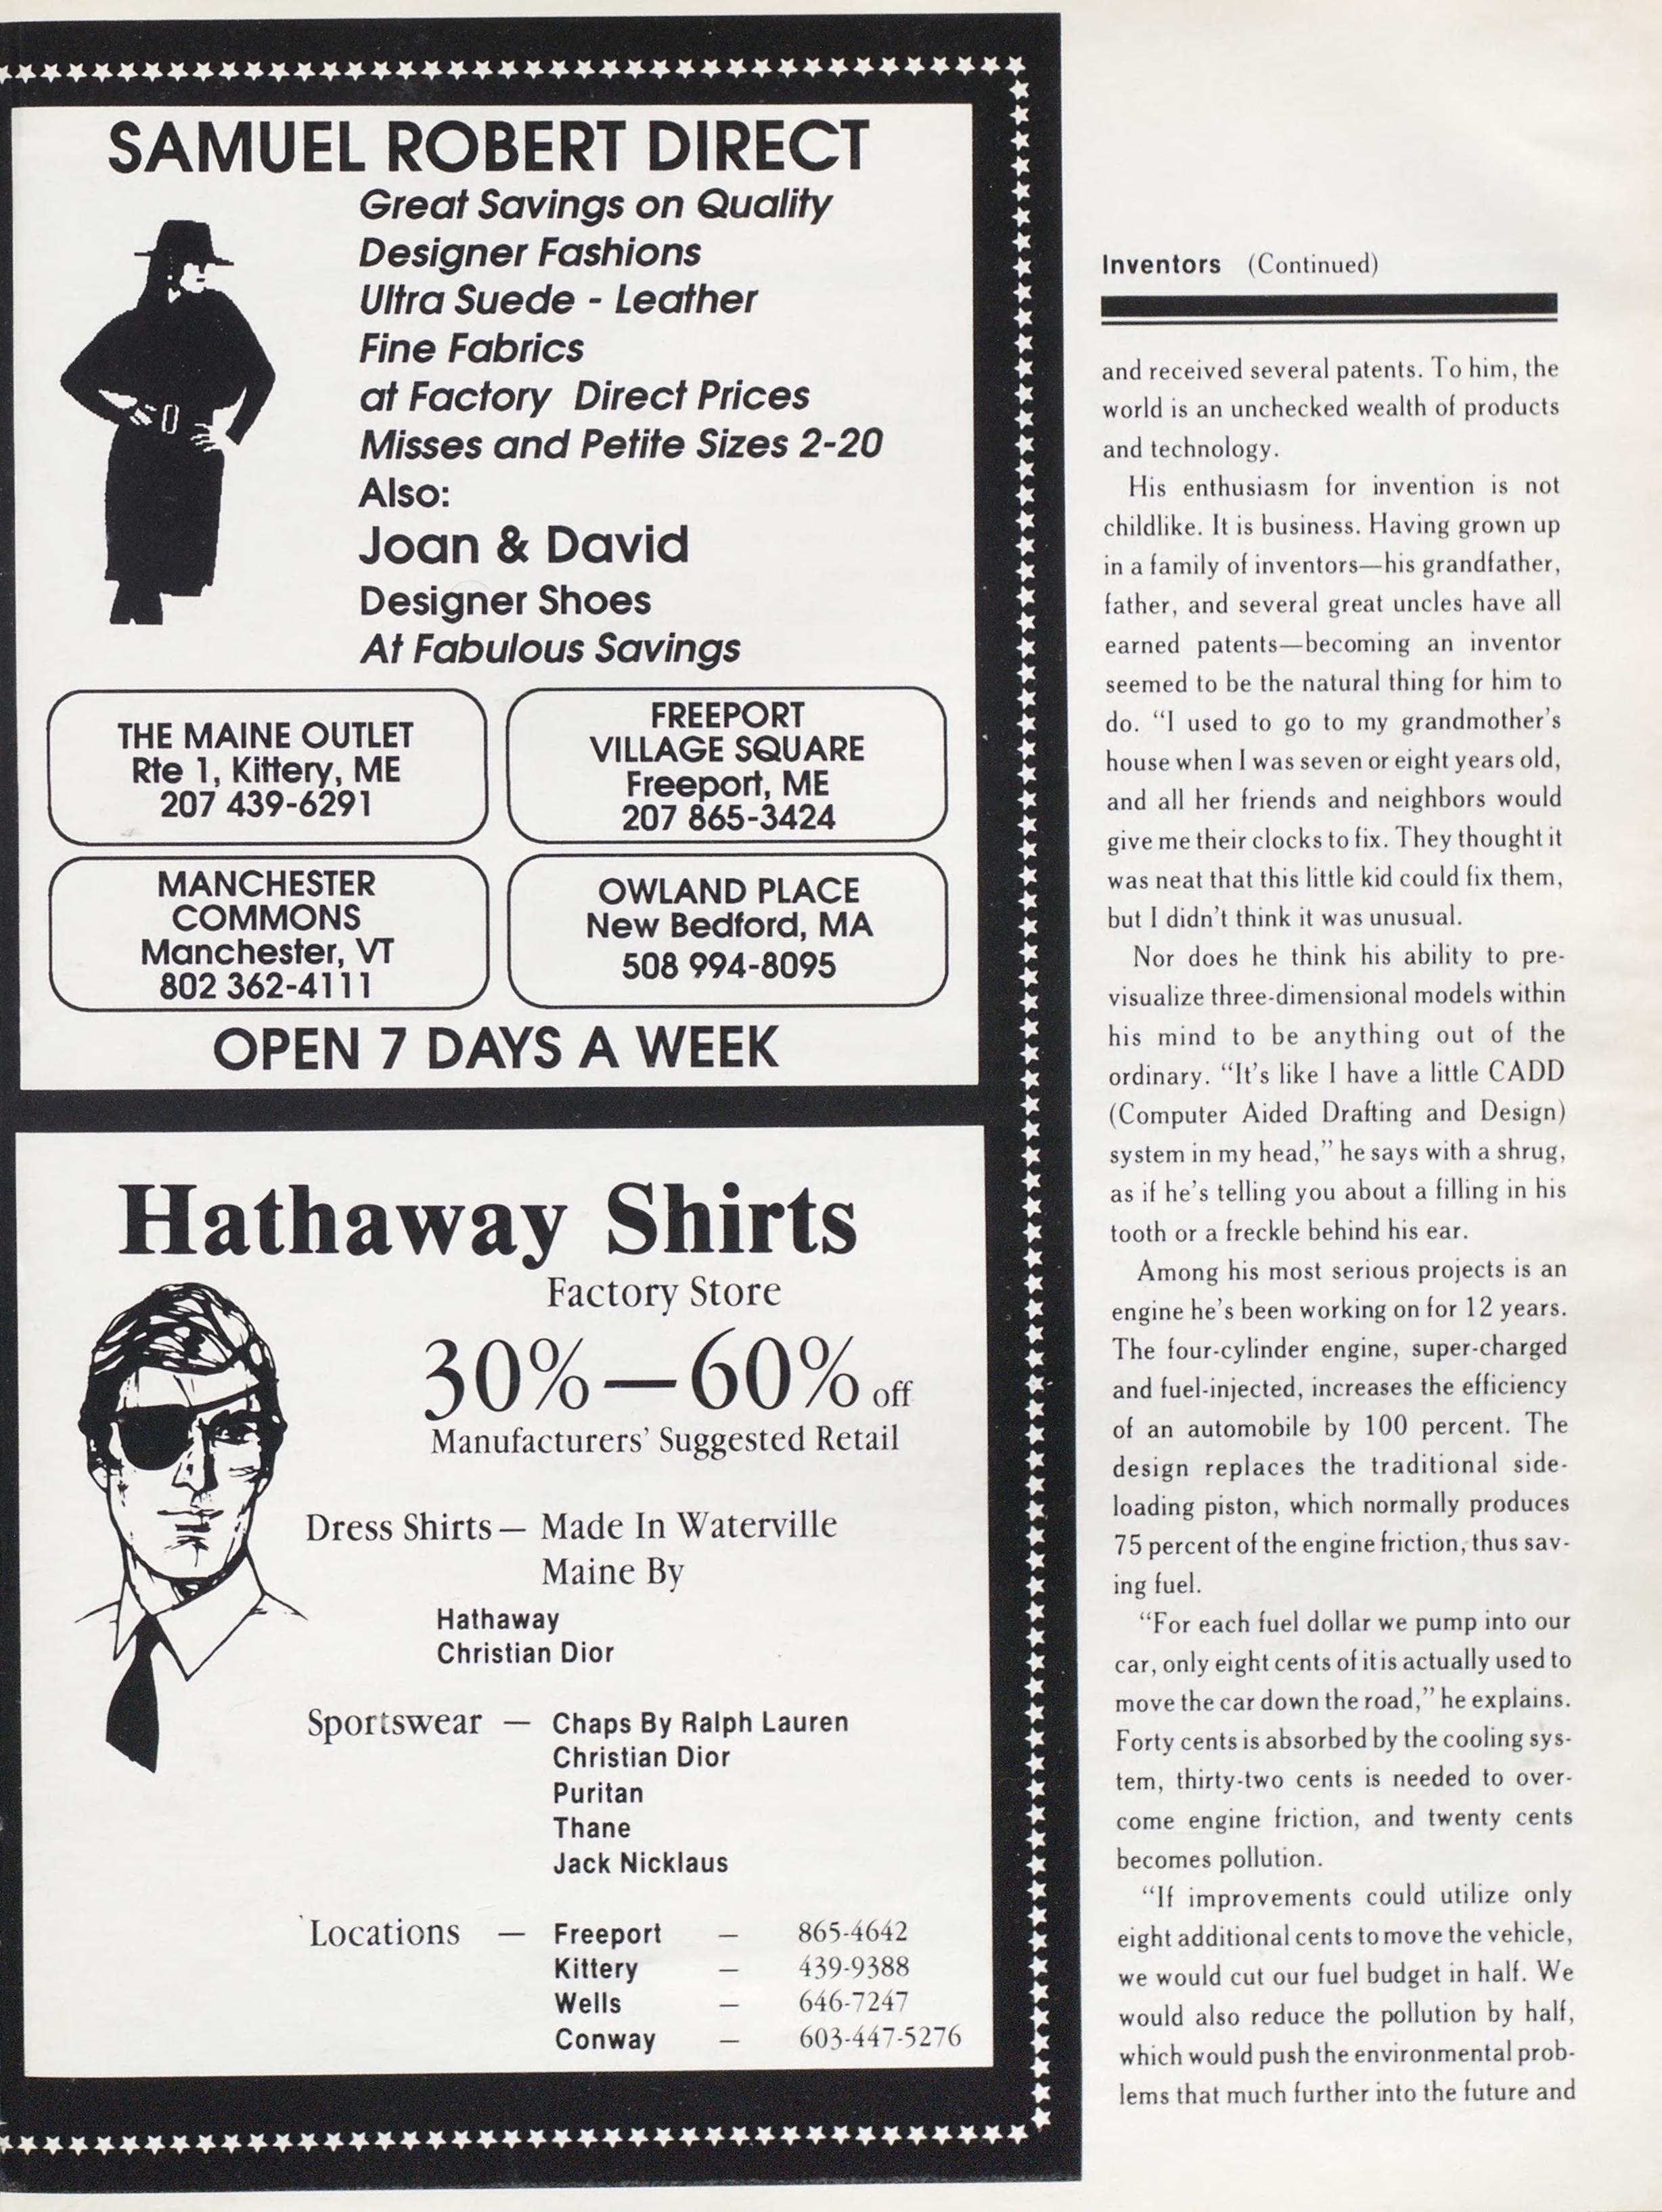 SAMUEL ROBERT DIRECT
Great Savings on Quality
Designer Fashions
Ultra Suede - Leather
Fine Fabrics
at Factory Direct Prices
Misses and Petite Sizes 2-20
Also:
Joan & David
Designer Shoes
At Fabulous Savings
THE MAINE OUTLET
Rte 1, Kittery, ME
207 439-6291
FREEPORT
VILLAGE SQUARE
Freeport, ME
207 865-3424
MANCHESTER
COMMONS
Manchester, VT
802 362-4111
OWLAND PLACE
New Bedford, MA
508 994-8095
OPEN 7 DAYS A WEEK
Hathaway Shirts
Factory Store
30%—60% off
Manufacturers' Suggested Retail
Dress Shirts — Made In Waterville
Maine By
Hathaway
Christian Dior
Sportswear — Chaps By Ralph Lauren
Christian Dior
Puritan
Thane
Jack Nicklaus
Locations — Freeport — 865-4642
Kittery — 439-9388
Wells — 646-7247
Conway — 603-447-5276
Inventors (Continued)
and received several patents. To him, the
world is an unchecked wealth of products
and technology.
His enthusiasm for invention is not
childlike. It is business. Having grown up
in a family of inventors—his grandfather,
father, and several great uncles have all
earned patents—becoming an inventor
seemed to be the natural thing for him to
do. “I used to go to my grandmother's
house when I was seven or eight years old,
and all her friends and neighbors would
give me their clocks to fix. They thought it
was neat that this little kid could fix them,
but I didn't think it was unusual.
Nor does he think his ability to pre-
visualize three-dimensional models within
his mind to be anything out of the
ordinary. “It's like I have a little CADD
(Computer Aided Drafting and Design)
system in my head,” he says with a shrug,
as if he's telling you about a filling in his
tooth or a freckle behind his ear.
Among his most serious projects is an
engine he's been working on for 12 years.
The four-cylinder engine, super-charged
and fuel-injected, increases the efficiency
of an automobile by 100 percent. The
design replaces the traditional side-
loading piston, which normally produces
75 percent of the engine friction, thus sav-
ing fuel.
“For each fuel dollar we pump into our
car, only eight cents of it is actually used to
move the car down the road,” he explains.
Forty cents is absorbed by the cooling sys-
tem, thirty-two cents is needed to over-
come engine friction, and twenty cents
becomes pollution.
“If improvements could utilize only
eight additional cents to move the vehicle,
we would cut our fuel budget in half. We
would also reduce the pollution by half,
which would push the environmental prob-
lems that much further into the future and